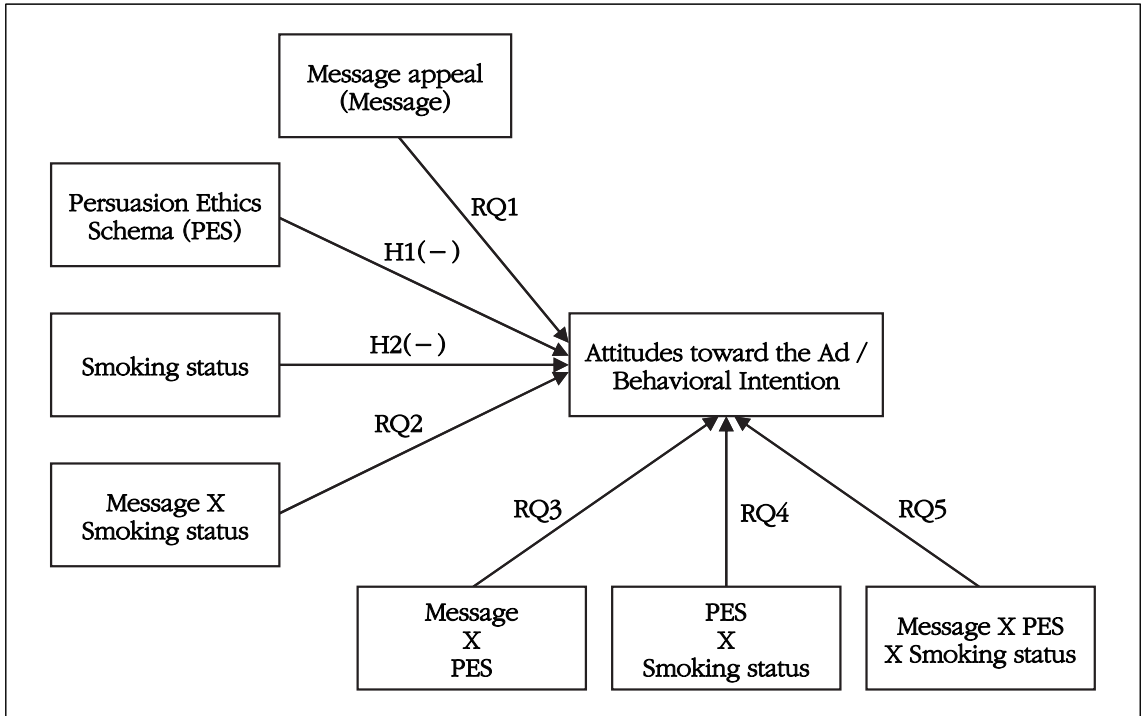 Message appeal
(Message)
Persuasion Ethics
Schema (PES)
RQ1
H1(−)
Smoking status
H2(−)
Attitudes toward the Ad /
Behavioral Intention
RQ2
Message X
Smoking status
RQ3
RQ4
RQ5
Message
X
PES
PES
X
Smoking status
Message X PES
X Smoking status